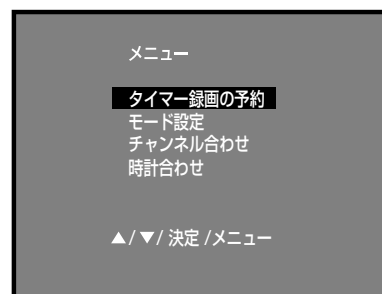 メニュー
タイマー録画の予約
モード設定
チャンネル合わせ
時計合わせ
▲/▼/ 決定 /メニュー